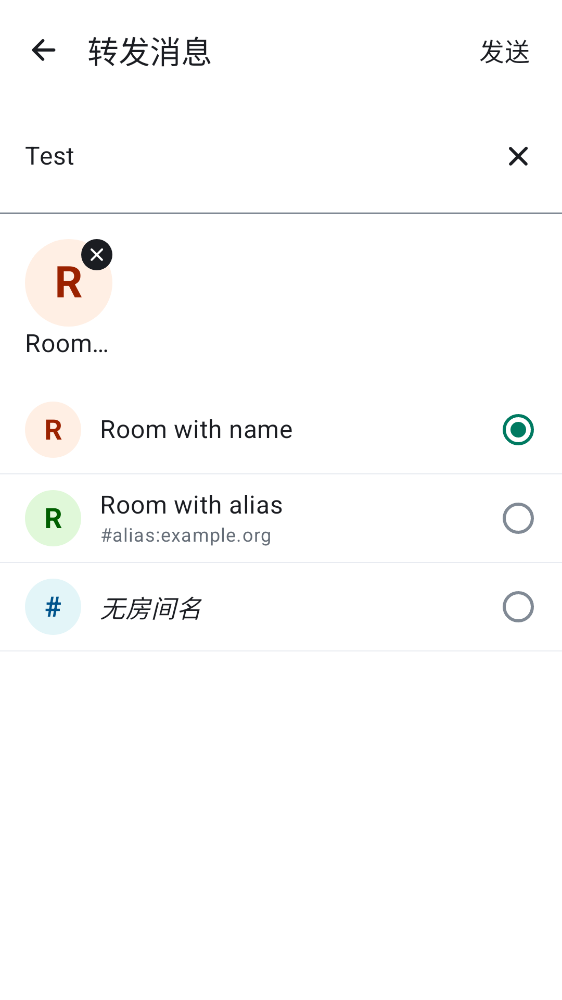 转发消息
发送
Test
R
Room…
R
Room with name
R
Room with alias
#alias:example.org
#
无房间名